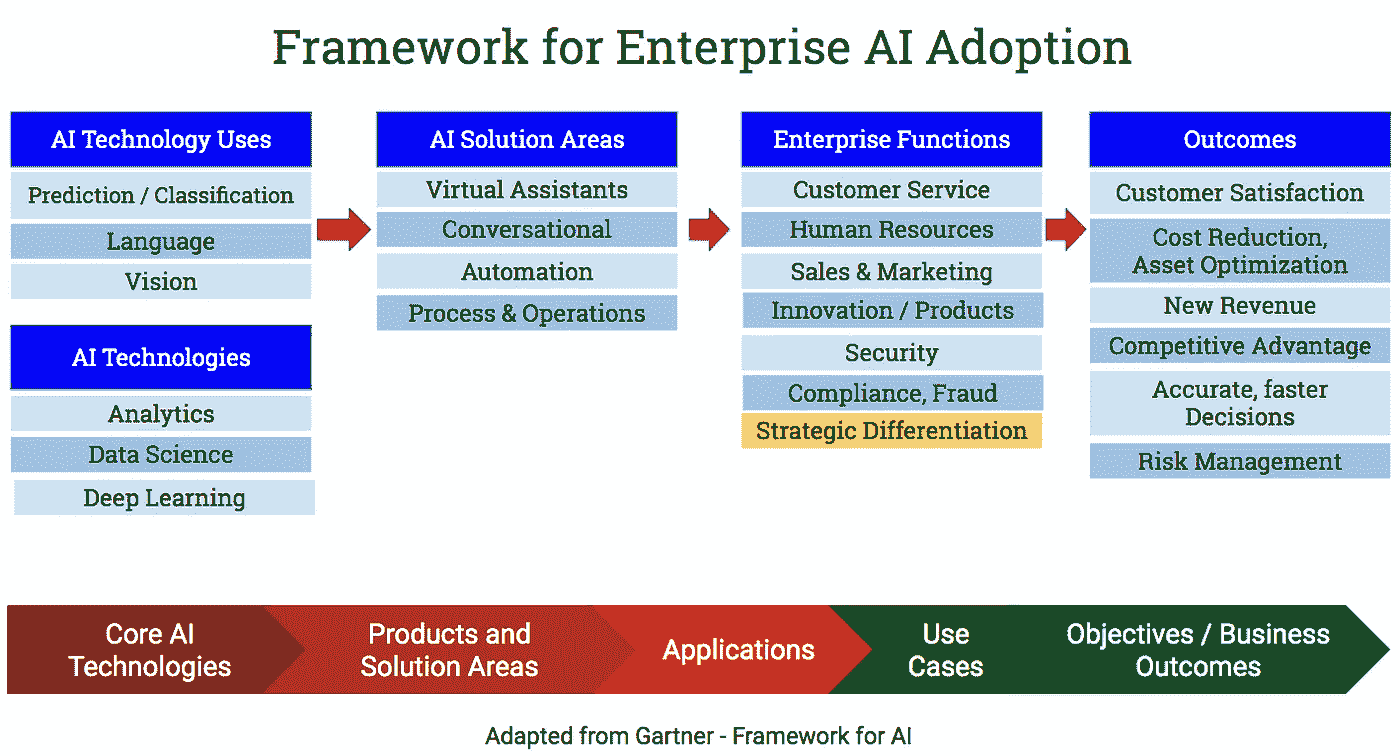 Framework for Enterprise AI Adoption
AI Technology Uses
Prediction / Classification
Language
Vision
AI Technologies
Analytics
Data Science
Deep Learning
AI Solution Areas
Virtual Assistants
Conversational
Automation
Process & Operations
Enterprise Functions
Customer Service
Human Resources
Sales & Marketing
Innovation / Products
Security
Compliance, Fraud
Strategic Differentiation
Outcomes
Customer Satisfaction
Cost Reduction,
Asset Optimization
New Revenue
Competitive Advantage
Accurate, faster
Decisions
Risk Management
Core AI
Technologies
Products and
Solution Areas
Applications
Use
Cases
Objectives / Business
Outcomes
Adapted from Gartner - Framework for AI